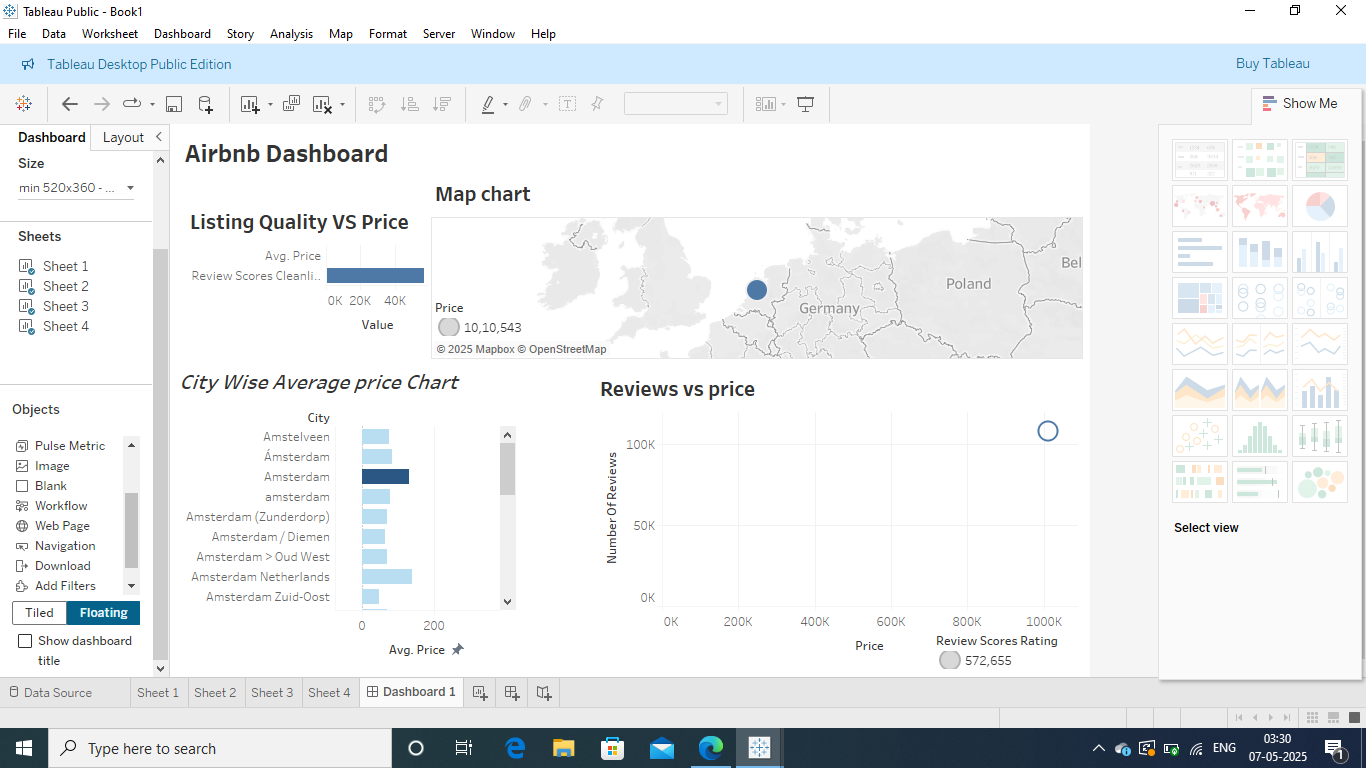 Tableau Public - Book1
File Data Worksheet Dashboard Story Analysis Map Format Server Window Help
Tableau Desktop Public Edition
Buy Tableau
Show Me
Dashboard
Layout
Size
min 520x360 - ...
Sheets
Sheet 1
Sheet 2
Sheet 3
Sheet 4
Objects
Pulse Metric
Image
Blank
Workflow
Web Page
Navigation
Download
Add Filters
Tiled
Floating
Show dashboard
title
Airbnb Dashboard
Listing Quality VS Price
Avg. Price
Review Scores Cleanli..
0K 20K 40K
Value
Map chart
Poland
Germany
Bel
Price
10,10,543
© 2025 Mapbox © OpenStreetMap
City Wise Average price Chart
City
Amstelveen
Ámsterdam
Amsterdam
amsterdam
Amsterdam (Zunderdorp)
Amsterdam / Diemen
Amsterdam > Oud West
Amsterdam Netherlands
Amsterdam Zuid-Oost
0 200
Avg. Price
Reviews vs price
Number Of Reviews
100K
50K
0K
0K 200K 400K 600K 800K 1000K
Price
Review Scores Rating
572,655
Select view
Data Source
Sheet 1
Sheet 2
Sheet 3
Sheet 4
Dashboard 1
Type here to search
ENG
03:30
07-05-2025
1